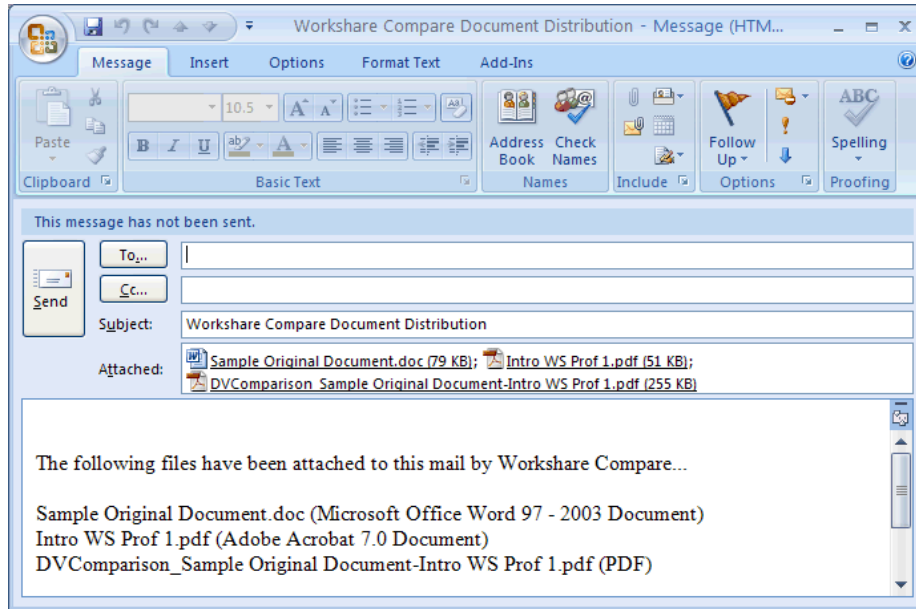 Workshare Compare Document Distribution - Message (HTM...
Message Insert Options Format Text Add-Ins
Paste
Clipboard
10.5
B I U ab A
Basic Text
Address Book
Check Names
Names
Include
Follow Up
Options
ABC
Spelling
Proofing
This message has not been sent.
Send
To...
Cc...
Subject: Workshare Compare Document Distribution
Attached: Sample Original Document.doc (79 KB); Intro WS Prof 1.pdf (51 KB);
DVComparison_Sample Original Document-Intro WS Prof 1.pdf (255 KB)
The following files have been attached to this mail by Workshare Compare...
Sample Original Document.doc (Microsoft Office Word 97 - 2003 Document)
Intro WS Prof 1.pdf (Adobe Acrobat 7.0 Document)
DVComparison_Sample Original Document-Intro WS Prof 1.pdf (PDF)